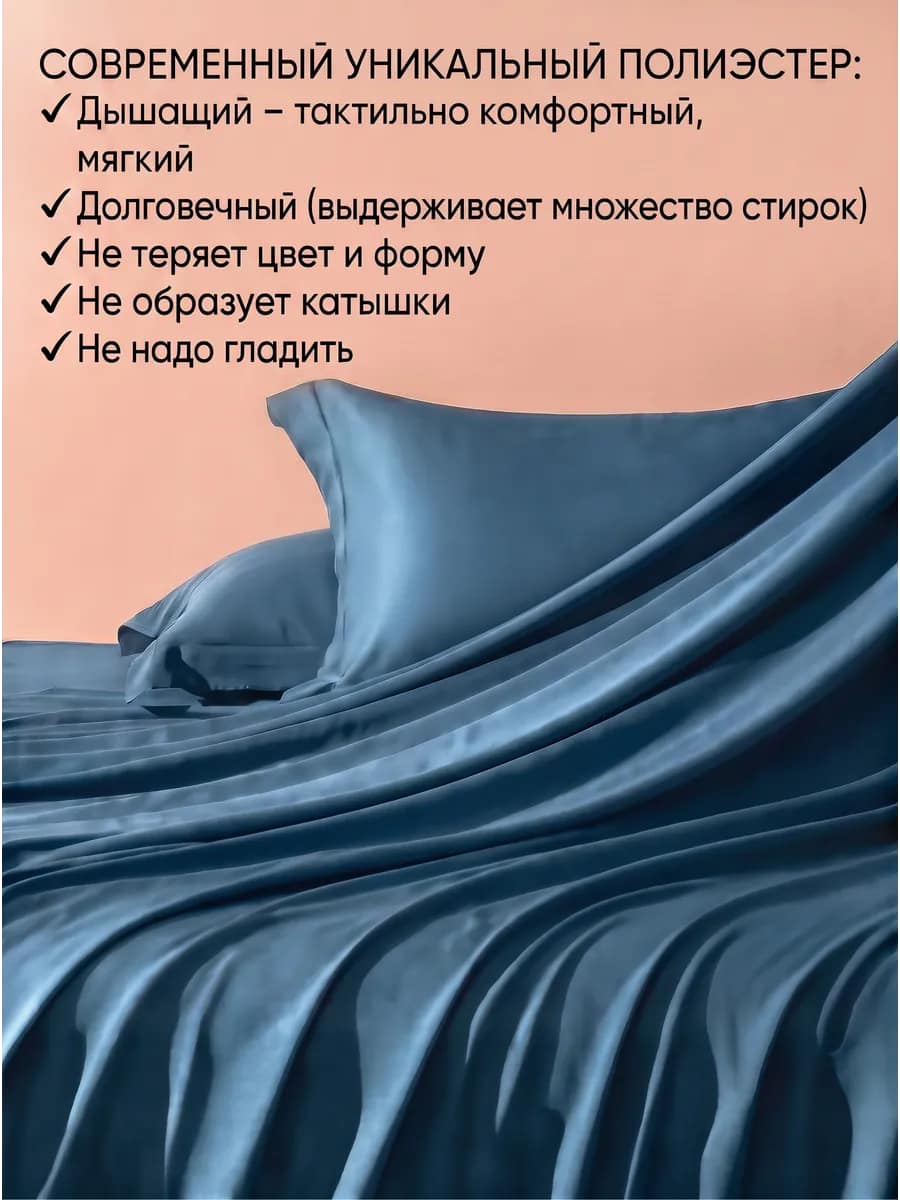 СОВРЕМЕННЫЙ УНИКАЛЬНЫЙ ПОЛИЭСТЕР:
✓Дышащий – тактильно комфортный,
мягкий
✓Долговечный (выдерживает множество стирок)
✓Не теряет цвет и форму
✓Не образует катышки
✓Не надо гладить